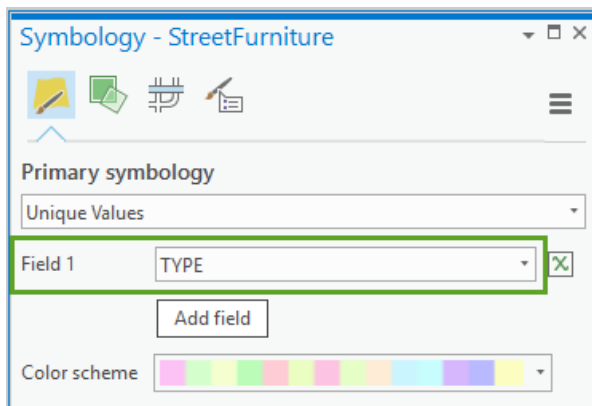 Symbology - StreetFurniture
Primary symbology
Unique Values
Field 1 TYPE
Add field
Color scheme